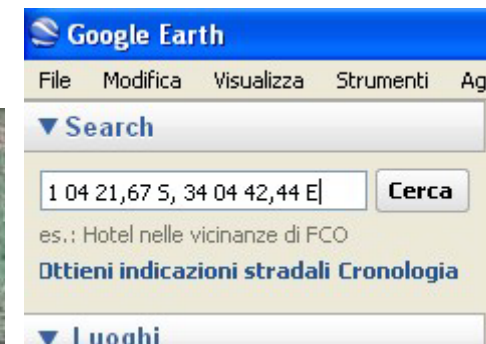 Google Earth
File Modifica Visualizza Strumenti Ag
▼ Search
1 04 21,67 S, 34 04 42,44 E
Cerca
es.: Hotel nelle vicinanze di FCO
Ottieni indicazioni stradali Cronologia
▼ Luoghi